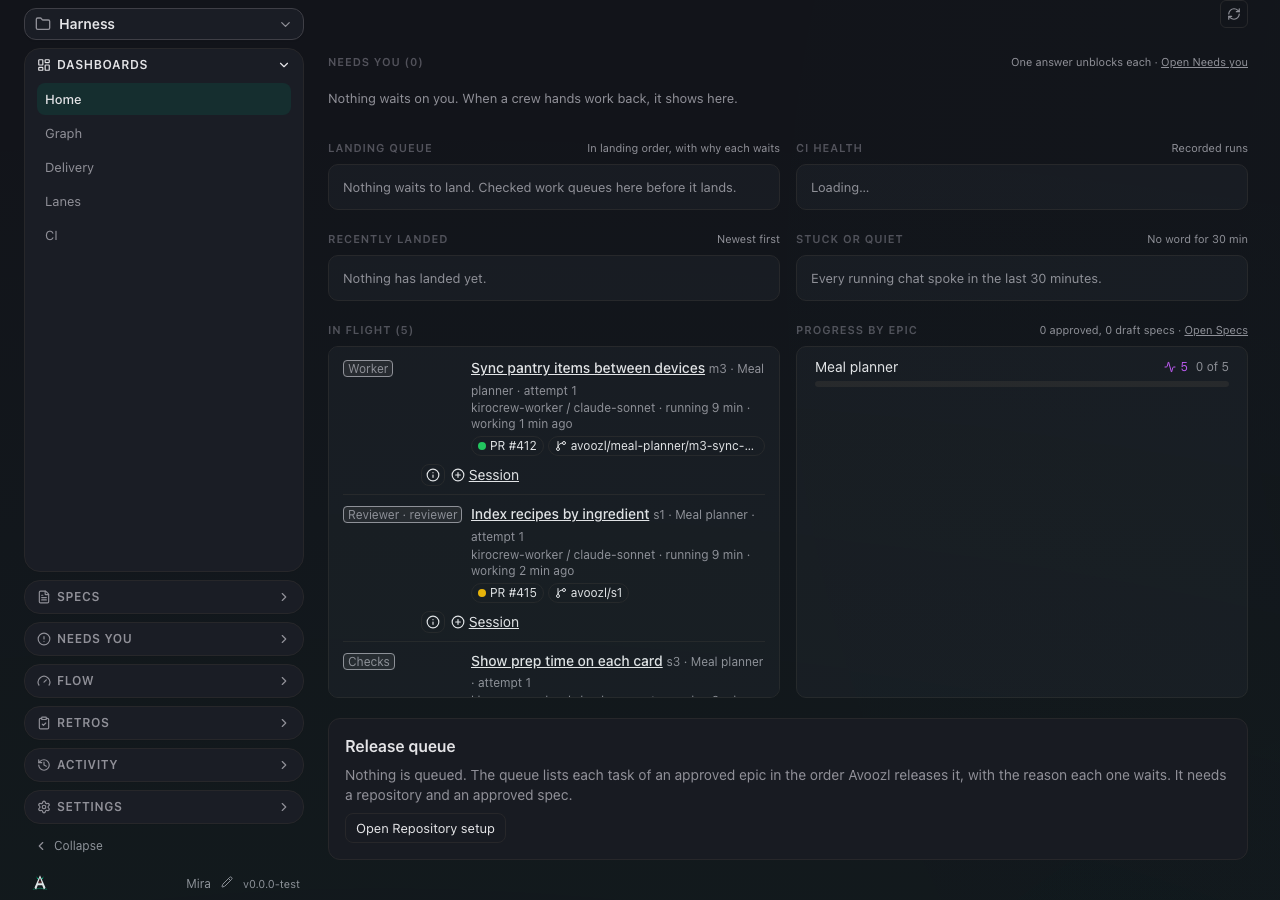 Harness
DASHBOARDS
Home
Graph
Delivery
Lanes
CI
SPECS
NEEDS YOU
FLOW
RETROS
ACTIVITY
SETTINGS
Collapse
Mira v0.0.0-test
NEEDS YOU (0)
One answer unblocks each · Open Needs you
Nothing waits on you. When a crew hands work back, it shows here.
LANDING QUEUE
In landing order, with why each waits
Nothing waits to land. Checked work queues here before it lands.
CI HEALTH
Recorded runs
Loading...
RECENTLY LANDED
Newest first
Nothing has landed yet.
STUCK OR QUIET
No word for 30 min
Every running chat spoke in the last 30 minutes.
IN FLIGHT (5)
Worker
Sync pantry items between devices m3 · Meal
planner · attempt 1
kirocrew-worker / claude-sonnet · running 9 min ·
working 1 min ago
PR #412 avoozl/meal-planner/m3-sync-...
Session
Reviewer · reviewer
Index recipes by ingredient s1 · Meal planner ·
attempt 1
kirocrew-worker / claude-sonnet · running 9 min ·
working 2 min ago
PR #415 avoozl/s1
Session
Checks
Show prep time on each card s3 · Meal planner
· attempt 1
PROGRESS BY EPIC
0 approved, 0 draft specs · Open Specs
Meal planner
5 0 of 5
Release queue
Nothing is queued. The queue lists each task of an approved epic in the order Avoozl releases it, with the reason each one waits. It needs
a repository and an approved spec.
Open Repository setup